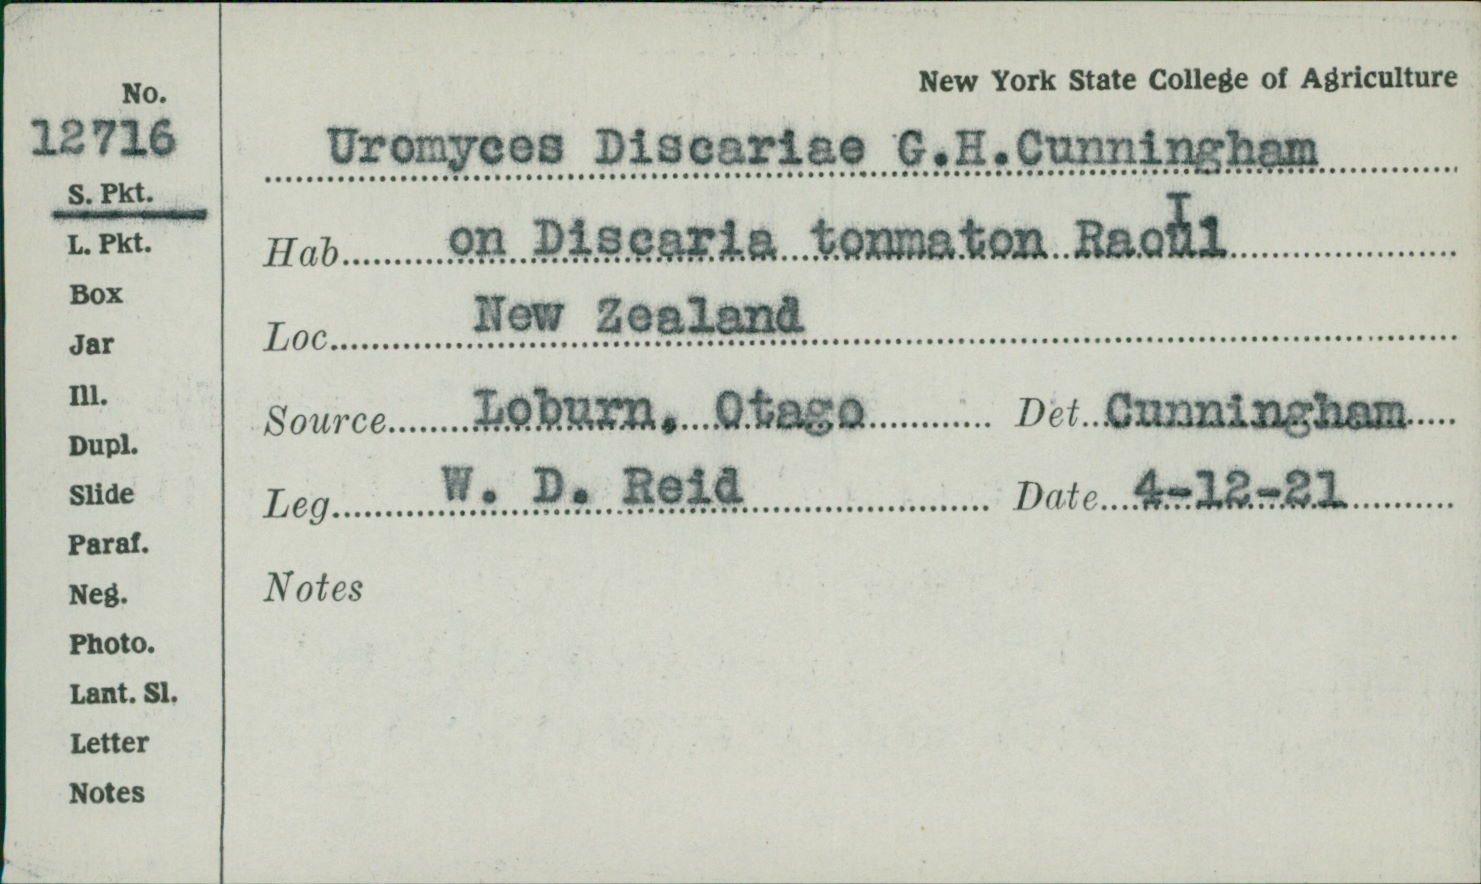 New York State College of Agriculture
No.
12716
S. Pkt.
L. Pkt.
Box
Jar
Ill.
Dupl.
Slide
Paraf.
Neg.
Photo.
Lant. Sl.
Letter
Notes
Uromyces Discariae G.H.Cunningham
Hab. on Discaria tonmaton Raoul
Loc. New Zealand
Source Loburn, Otago Det. Cunningham
Leg. W. D. Reid Date 4-12-21
Notes